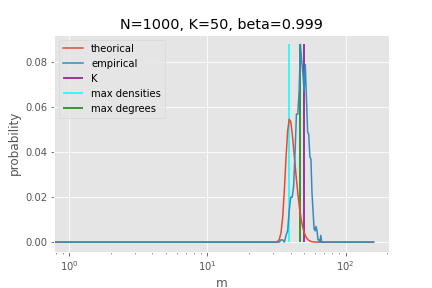 N=1000, K=50, beta=0.999
theorical
empirical
K
max densities
max degrees
probability
0.08
0.06
0.04
0.02
0.00
10⁰
10¹
10²
m